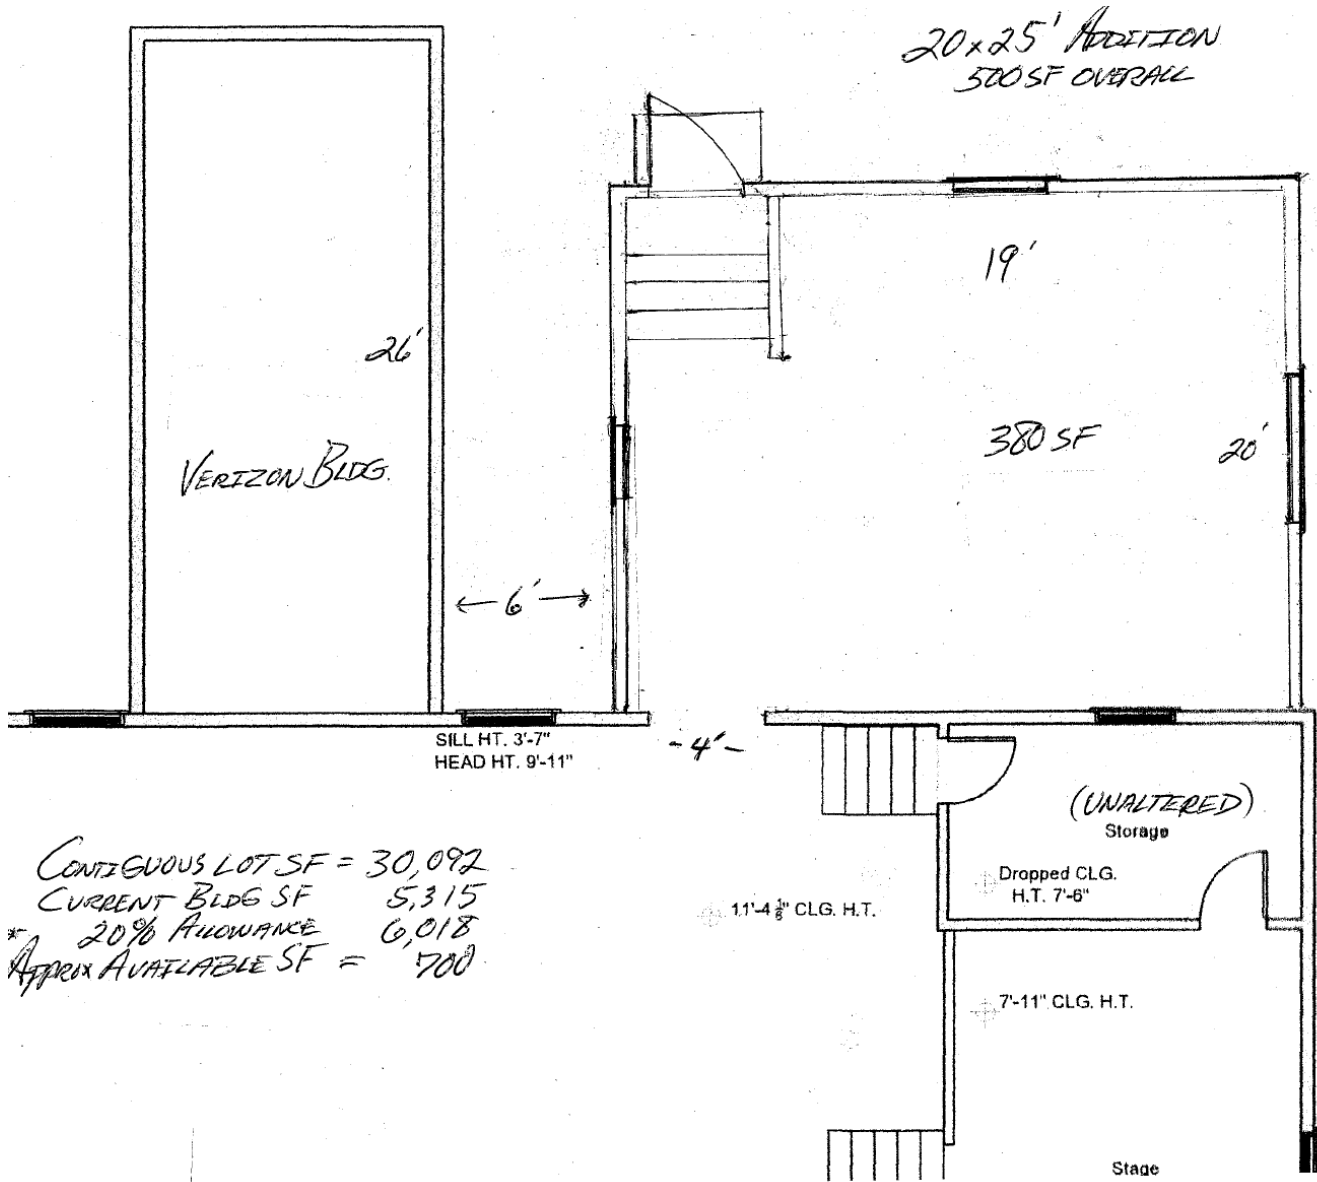 20x25' ADDITION
500SF OVERALL
19'
26'
380 SF
20'
VERIZON BLDG.
6'
SILL HT. 3'-7"
HEAD HT. 9'-11"
-4'-
(UNALTERED)
Storage
CONTIGUOUS LOT SF = 30,092
CURRENT BLDG SF 5,315
* 20% ALLOWANCE 6,018
APPROX AVAILABLE SF = 700
Dropped CLG.
H.T. 7'-6"
11'-4 1/8" CLG. H.T.
7'-11" CLG. H.T.
Stage